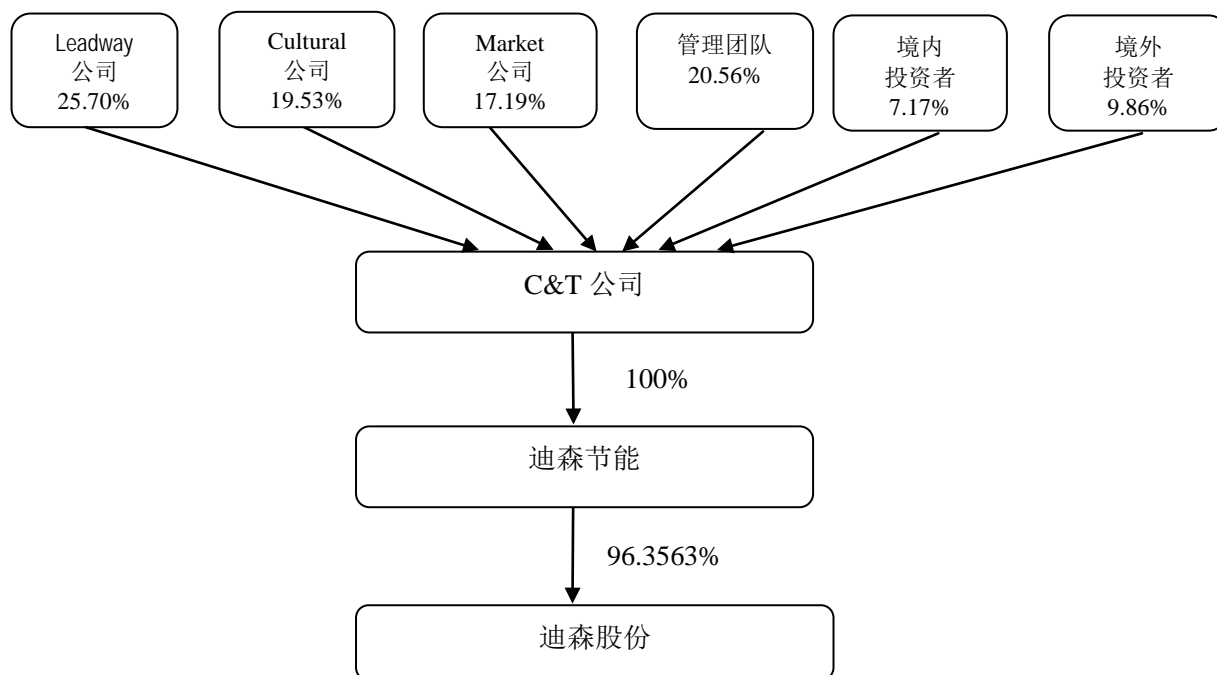 Leadway
公司
25.70%
Cultural
公司
19.53%
Market
公司
17.19%
管理团队
20.56%
境内
投资者
7.17%
境外
投资者
9.86%
C&T 公司
100%
迪森节能
96.3563%
迪森股份